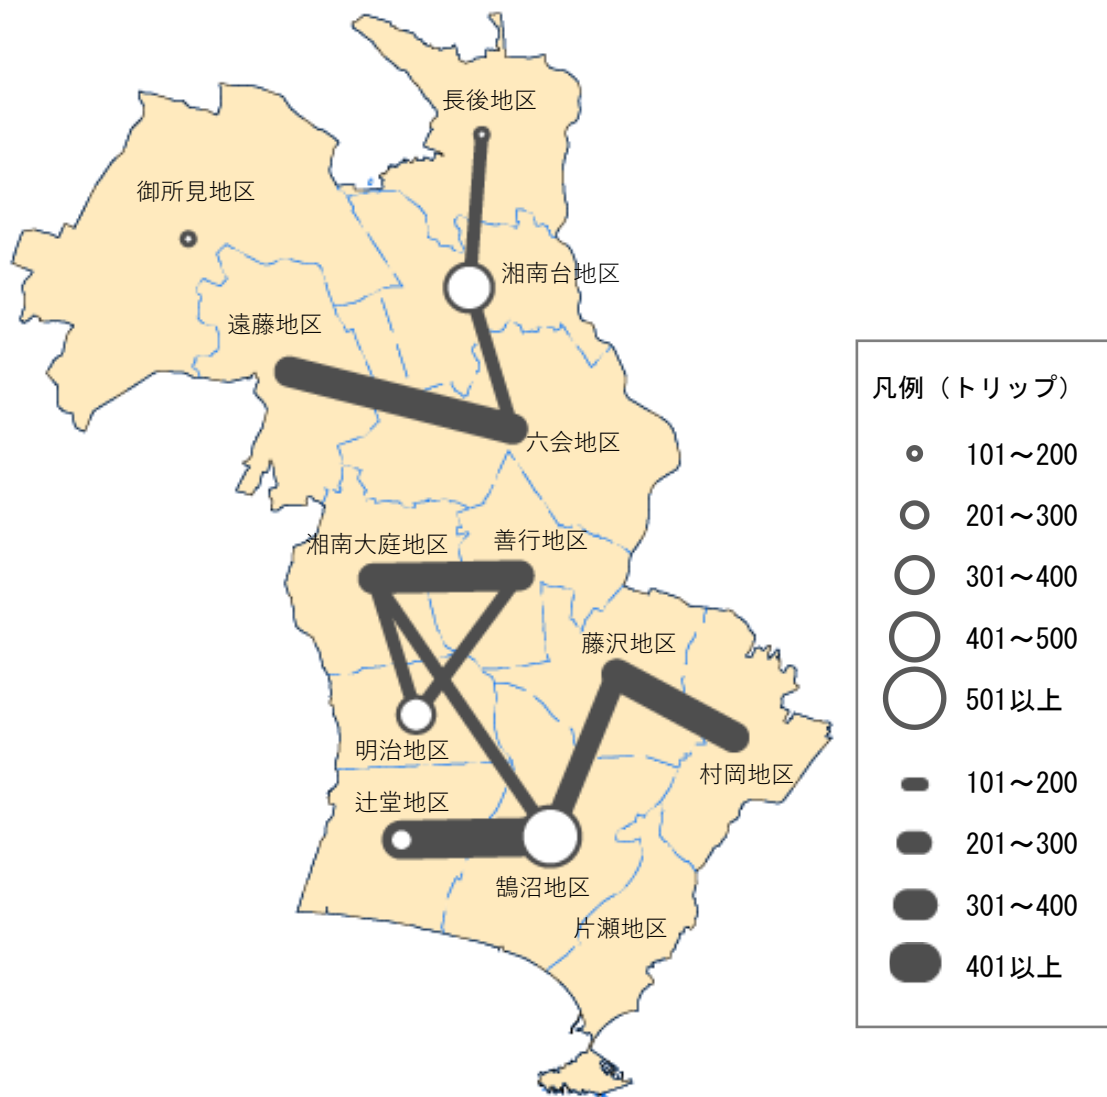 長後地区
御所見地区
湘南台地区
遠藤地区
六会地区
湘南大庭地区
善行地区
藤沢地区
明治地区
村岡地区
辻堂地区
鵠沼地区
片瀬地区
凡例（トリップ）
101～200
201～300
301～400
401～500
501以上
101～200
201～300
301～400
401以上